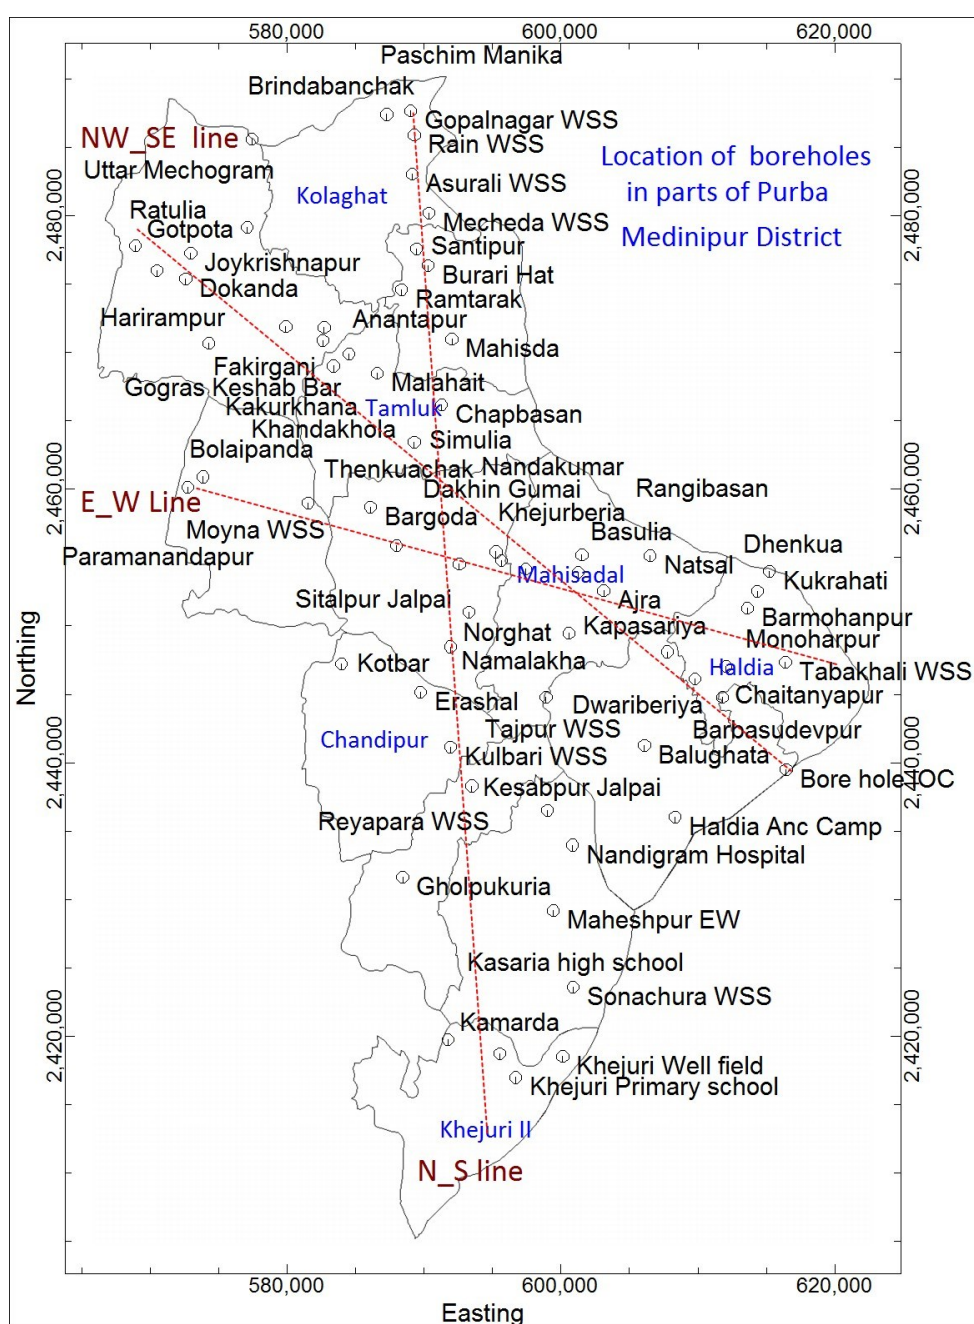 580,000
600,000
620,000
Paschim Manika
Brindabanchak
Gopalnagar WSS
NW_SE line
Rain WSS
Location of boreholes
in parts of Purba
Medinipur District
Uttar Mechogram
Asurali WSS
Kolaghat
2,480,000
2,480,000
Ratulia
Mecheda WSS
Gotpota
Santipur
Joykrishnapur
Burari Hat
Dokanda
Ramtarak
Harirampur
Anantapur
Mahisda
Fakirganj
Malahait
Gogras Keshab Bar
Kakurkhana
Tamluk
Chapbasan
Khandakhola
Simulia
Bolaipanda
Thenkuachak
Nandakumar
2,460,000
2,460,000
Dakhin Gumai
Rangibasan
E_W Line
Bargoda
Khejurberia
Moyna WSS
Basulia
Dhenkua
Paramanandapur
Natsal
Mahisadal
Kukrahati
Sitalpur Jalpai
Ajra
Barmohanpur
Kapasariya
Norghat
Monoharpur
Northing
Kotbar
Namalakha
Haldia
Tabakhali WSS
Erashal
Dwariberiya
Chaitanyapur
Tajpur WSS
Barbasudevpur
Chandipur
Kulbari WSS
Balughata
2,440,000
2,440,000
Kesabpur Jalpai
Bore hole IOC
Reyapara WSS
Haldia Anc Camp
Nandigram Hospital
Gholpukuria
Maheshpur EW
Kasaria high school
Sonachura WSS
Kamarda
2,420,000
2,420,000
Khejuri Well field
Khejuri Primary school
Khejuri II
N_S line
580,000
600,000
620,000
Easting